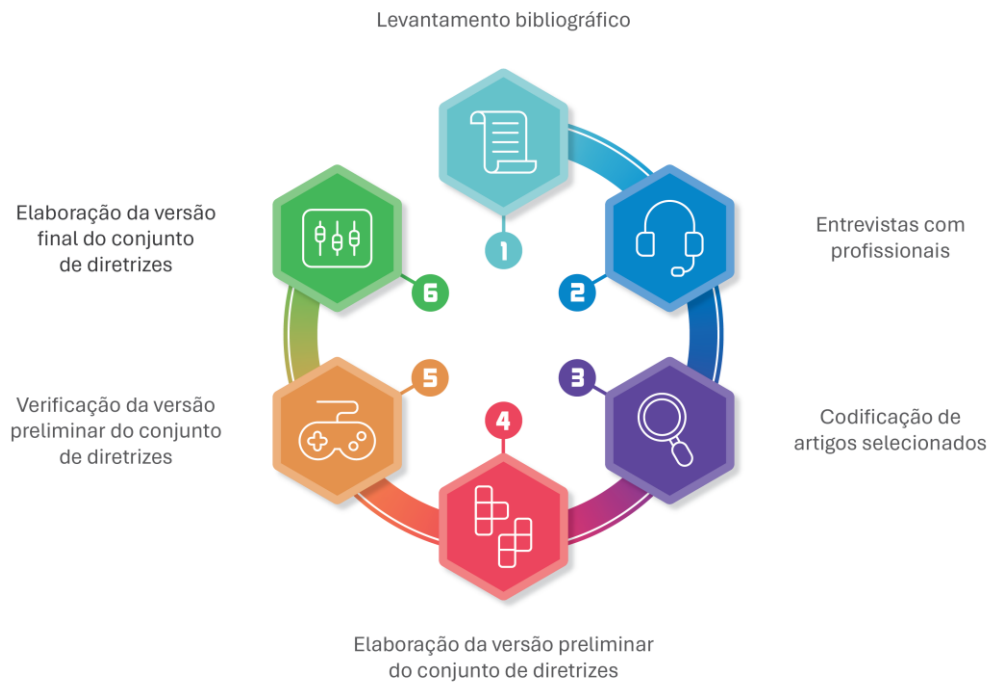 Levantamento bibliográfico
1
Entrevistas com
profissionais
2
Codificação de
artigos selecionados
3
4
Elaboração da versão preliminar
do conjunto de diretrizes
5
Verificação da versão
preliminar do conjunto
de diretrizes
6
Elaboração da versão
final do conjunto
de diretrizes